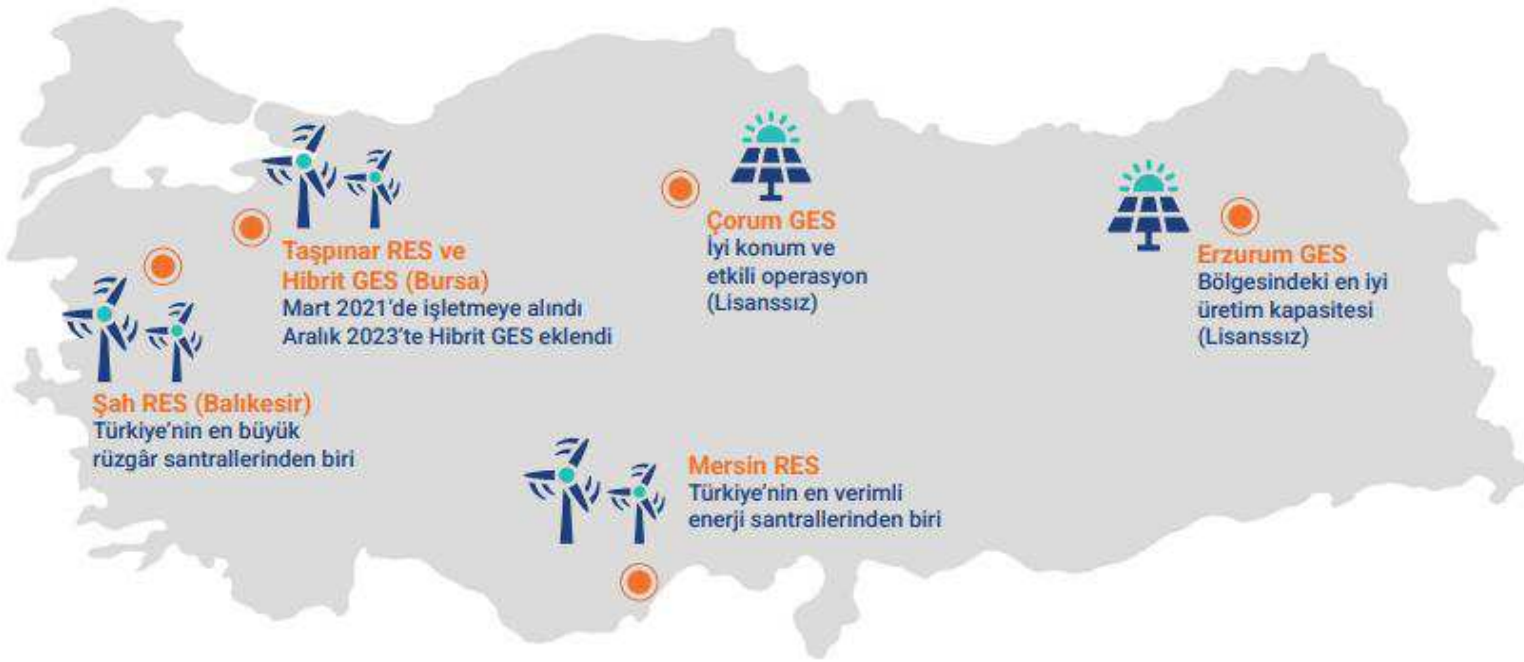 Taşpınar RES ve
Hibrit GES (Bursa)
Mart 2021'de işletmeye alındı
Aralık 2023'te Hibrit GES eklendi
Çorum GES
İyi konum ve
etkili operasyon
(Lisanssız)
Erzurum GES
Bölgesindeki en iyi
üretim kapasitesi
(Lisanssız)
Şah RES (Balıkesir)
Türkiye'nin en büyük
rüzgâr santrallerinden biri
Mersin RES
Türkiye'nin en verimli
enerji santrallerinden biri